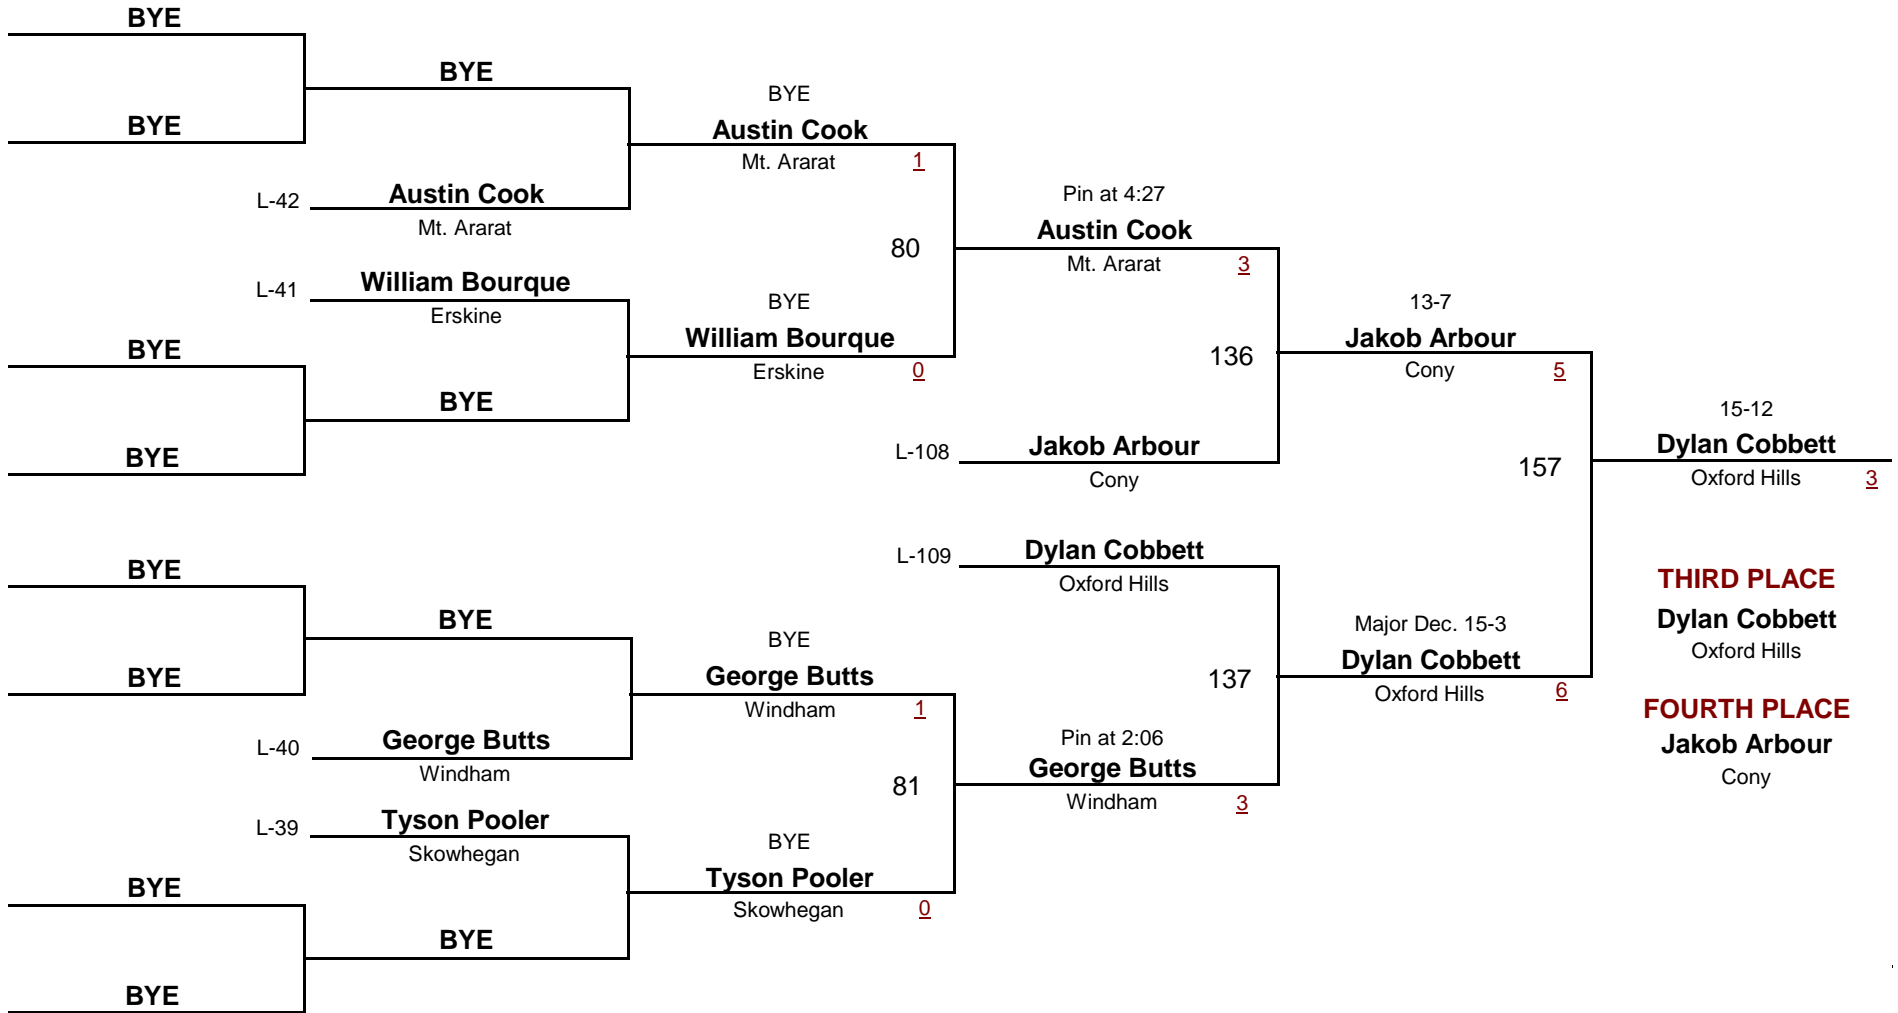 BYE
BYE
BYE
L-42
Austin Cook
Mt. Ararat
L-41
William Bourque
Erskine
BYE
BYE
BYE
BYE
Austin Cook
Mt. Ararat
1
80
BYE
William Bourque
Erskine
0
Pin at 4:27
Austin Cook
Mt. Ararat
3
136
L-108
Jakob Arbour
Cony
13-7
Jakob Arbour
Cony
5
157
15-12
Dylan Cobbett
Oxford Hills
3
BYE
BYE
BYE
L-40
George Butts
Windham
L-39
Tyson Pooler
Skowhegan
BYE
BYE
BYE
BYE
George Butts
Windham
1
81
BYE
Tyson Pooler
Skowhegan
0
L-109
Dylan Cobbett
Oxford Hills
137
Pin at 2:06
George Butts
Windham
3
Major Dec. 15-3
Dylan Cobbett
Oxford Hills
6
THIRD PLACE
Dylan Cobbett
Oxford Hills
FOURTH PLACE
Jakob Arbour
Cony